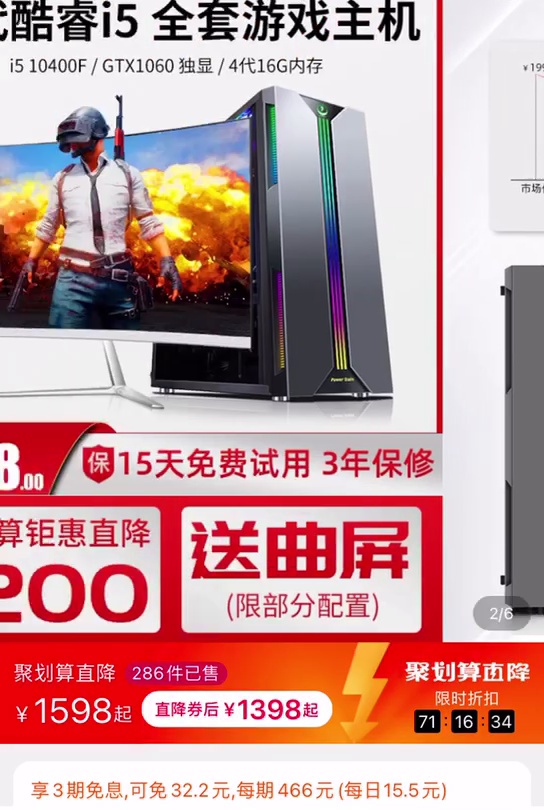 代酷睿i5 全套游戏主机
i5 10400F / GTX1060 独显 / 4代16G内存
¥199
市场价
Power Train
8.00
保 15天免费试用 3年保修
算钜惠直降
200
送曲屏
(限部分配置)
2/6
聚划算直降 286件已售
¥1598起 直降券后 ¥1398起
聚划算直降
限时折扣
71:16:34
享3期免息,可免32.2元,每期466元(每日15.5元)